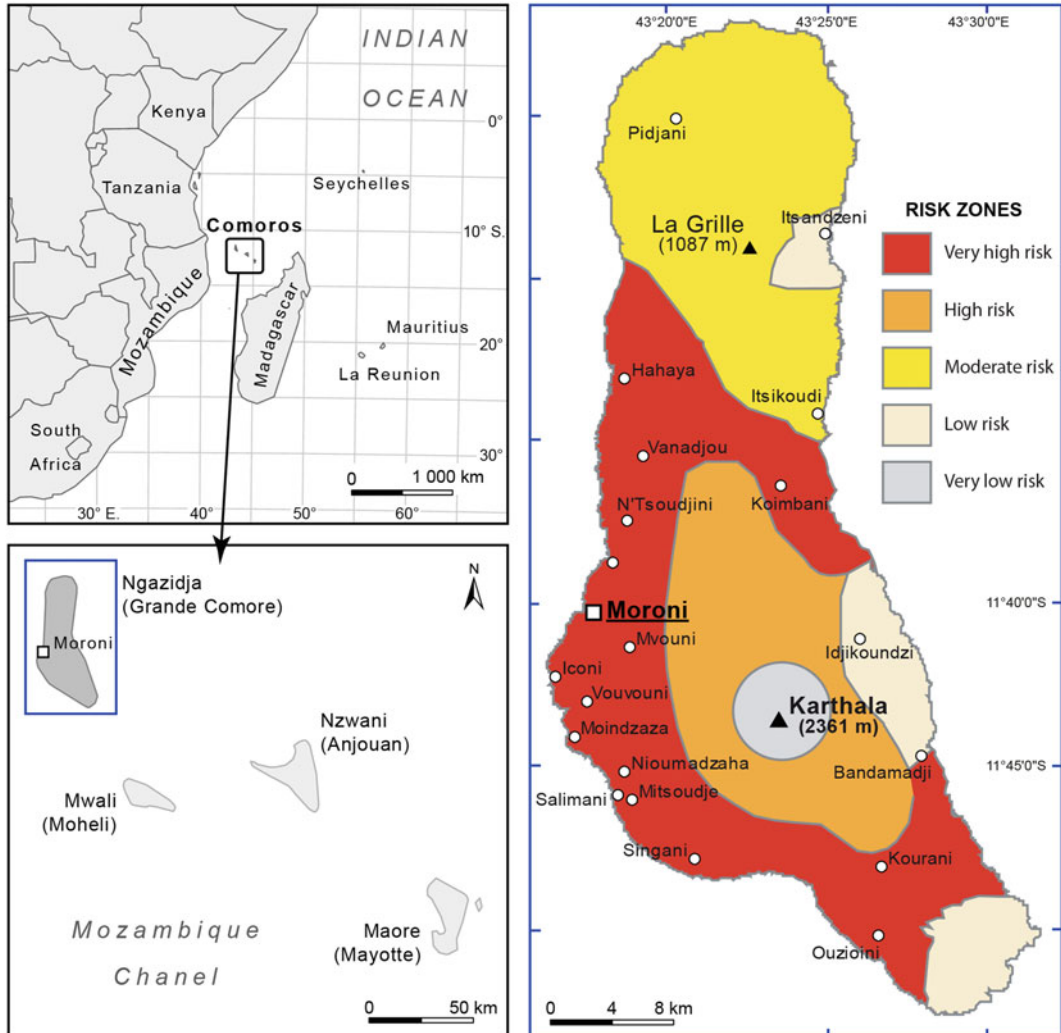 INDIAN
OCEAN
Kenya
0°
Tanzania
Seychelles
Comoros
10° S.
Mozambique
Madagascar
Mauritius
20°
La Reunion
South
Africa
30°
0 1 000 km
30° E.
40°
50°
60°
Ngazidja
(Grande Comore)
N
Moroni
Nzwani
(Anjouan)
Mwali
(Moheli)
Maore
(Mayotte)
Mozambique
Chanel
0 50 km
43°20'0"E
43°25'0"E
43°30'0"E
Pidjani
Itsandzeni
La Grille
(1087 m)
RISK ZONES
Very high risk
High risk
Moderate risk
Low risk
Very low risk
Hahaya
Itsikoudi
Vanadjou
Koimbani
N'Tsoudjini
11°40'0"S
Moroni
Mvouni
Idjikoundzi
Iconi
Vouvouni
Karthala
(2361 m)
Moindzaza
Nioumadzaha
Bandamadji
11°45'0"S
Salimani
Mitsoudje
Singani
Kourani
Ouzioini
0 4 8 km